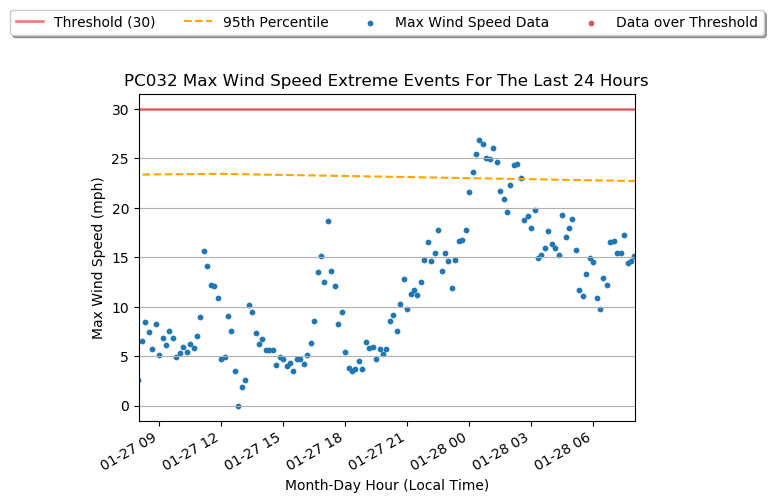 Threshold (30) 95th Percentile Max Wind Speed Data Data over Threshold
PC032 Max Wind Speed Extreme Events For The Last 24 Hours
30
25
20
15
10
5
0
Max Wind Speed (mph)
01-27 09 01-27 12 01-27 15 01-27 18 01-27 21 01-28 00 01-28 03 01-28 06
Month-Day Hour (Local Time)